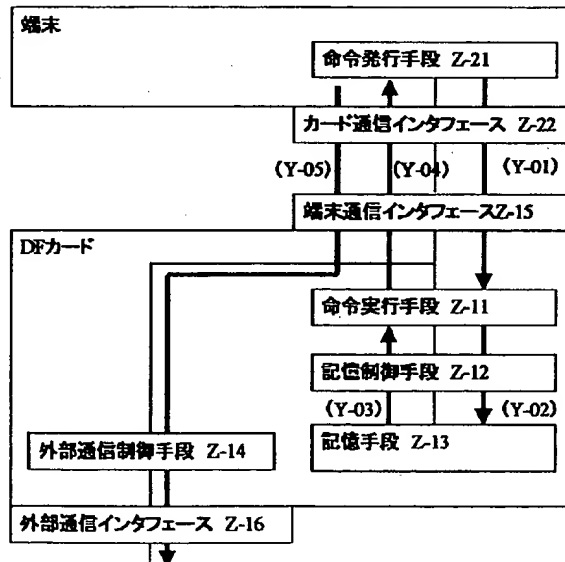 端末
命令発行手段 Z-21
カード通信インタフェース Z-22
(Y-05) (Y-04) (Y-01)
端末通信インタフェースZ-15
DFカード
命令実行手段 Z-11
記憶制御手段 Z-12
(Y-03) (Y-02)
外部通信制御手段 Z-14
記憶手段 Z-13
外部通信インタフェース Z-16